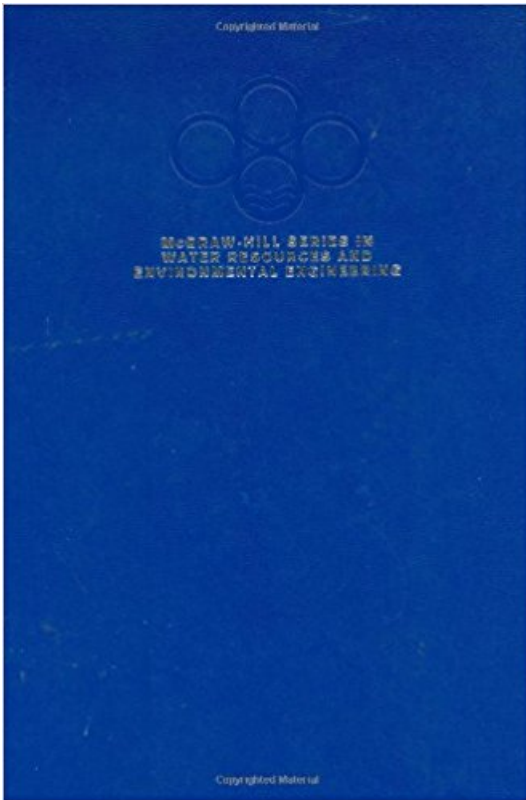 Copyrighted Material
McGRAW-HILL SERIES IN
WATER RESOURCES AND
ENVIRONMENTAL ENGINEERING
Copyrighted Material